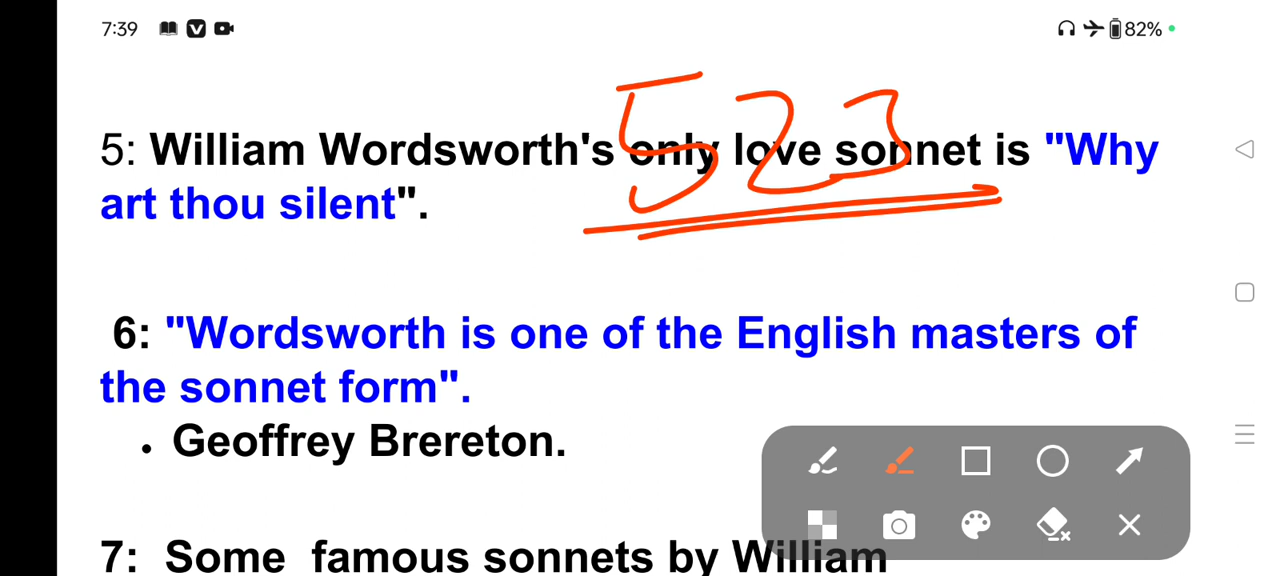 7:39 82%
523
5: William Wordsworth's only love sonnet is "Why
art thou silent".
6: "Wordsworth is one of the English masters of
the sonnet form".
• Geoffrey Brereton.
7: Some famous sonnets by William